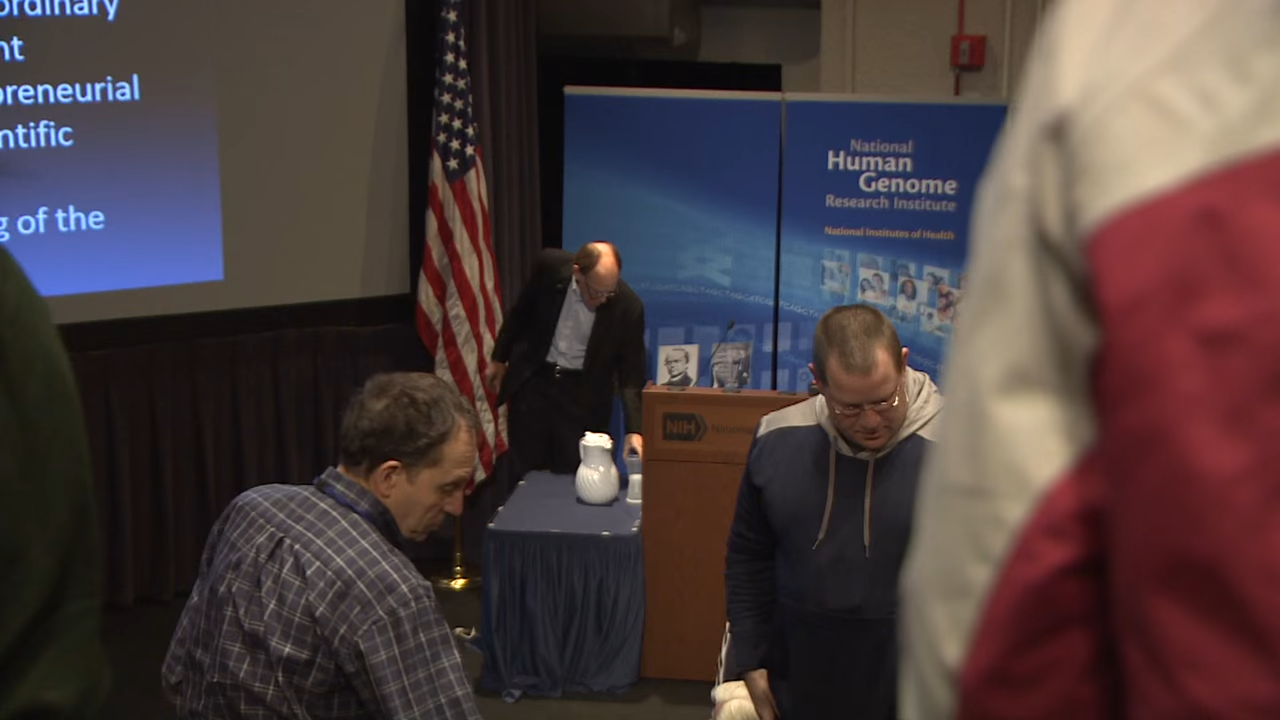 ordinary
nt
preneurial
ntific
g of the
National
Human
Genome
Research Institute
National Institutes of Health
NIH